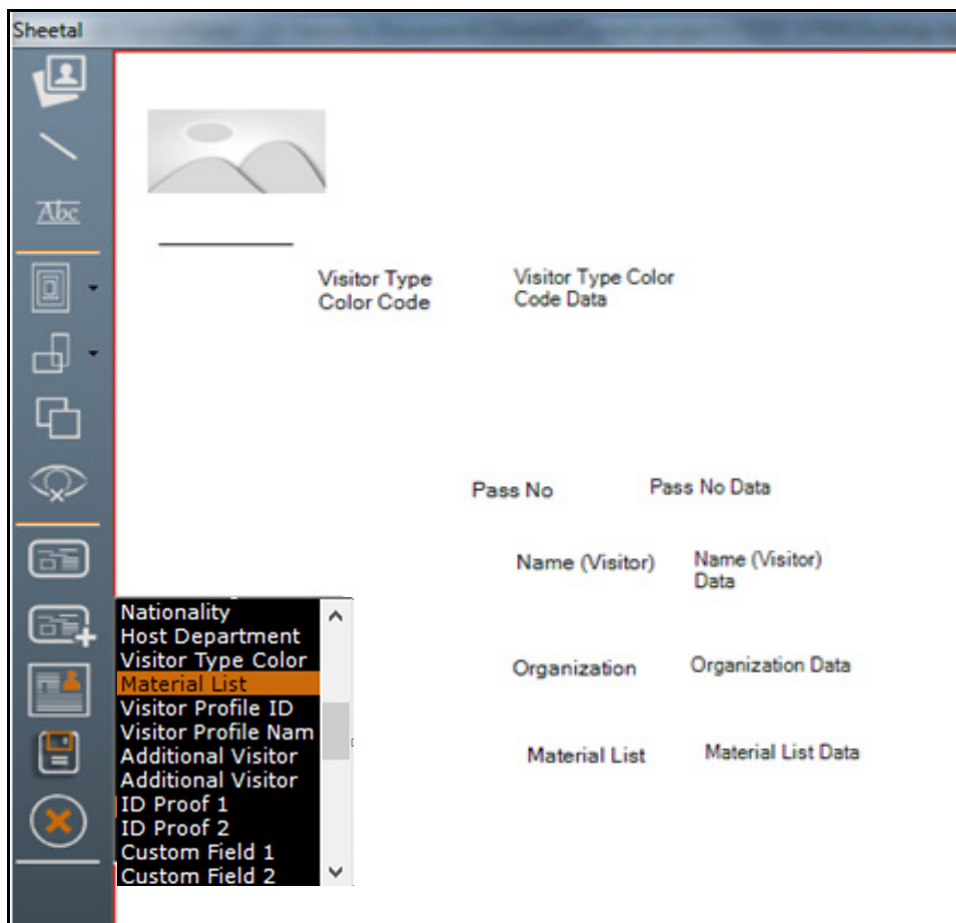 Sheetal
Abc
Visitor Type
Color Code
Visitor Type Color
Code Data
Pass No
Pass No Data
Name (Visitor)
Name (Visitor)
Data
Organization
Organization Data
Material List
Material List Data
Nationality
Host Department
Visitor Type Color
Material List
Visitor Profile ID
Visitor Profile Nam
Additional Visitor
Additional Visitor
ID Proof 1
ID Proof 2
Custom Field 1
Custom Field 2